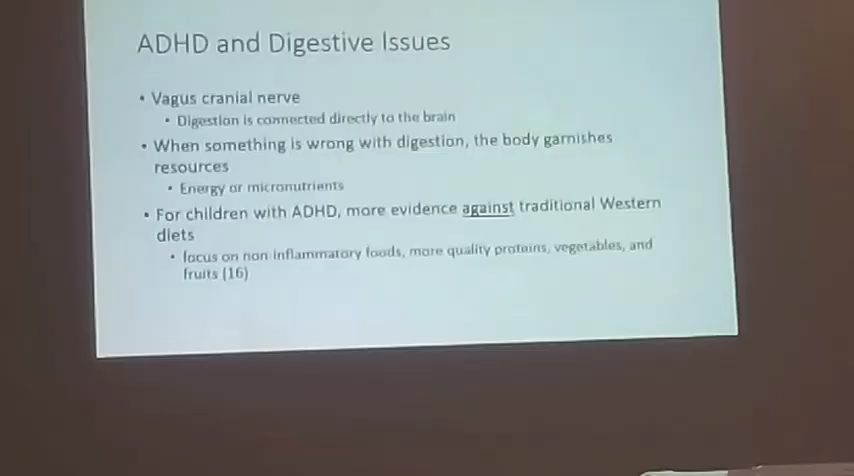 ADHD and Digestive Issues
• Vagus cranial nerve
• Digestion is connected directly to the brain
• When something is wrong with digestion, the body garnishes
resources
• Energy or micronutrients
• For children with ADHD, more evidence against traditional Western
diets
• focus on non-inflammatory foods, more quality proteins, vegetables, and
fruits (16)